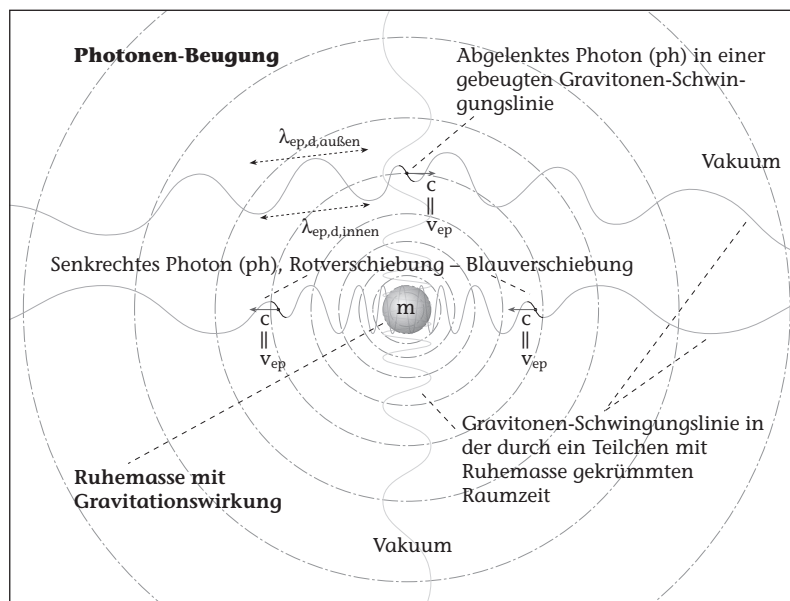 Photonen-Beugung
Abgelenktes Photon (ph) in einer
gebeugten Gravitonen-Schwin-
gungslinie
λep,d,außen
Vakuum
c
||
vep
λep,d,innen
Senkrechtes Photon (ph), Rotverschiebung – Blauverschiebung
m
c
||
vep
c
||
vep
Gravitonen-Schwingungslinie in
der durch ein Teilchen mit
Ruhemasse gekrümmten
Raumzeit
Ruhemasse mit
Gravitationswirkung
Vakuum